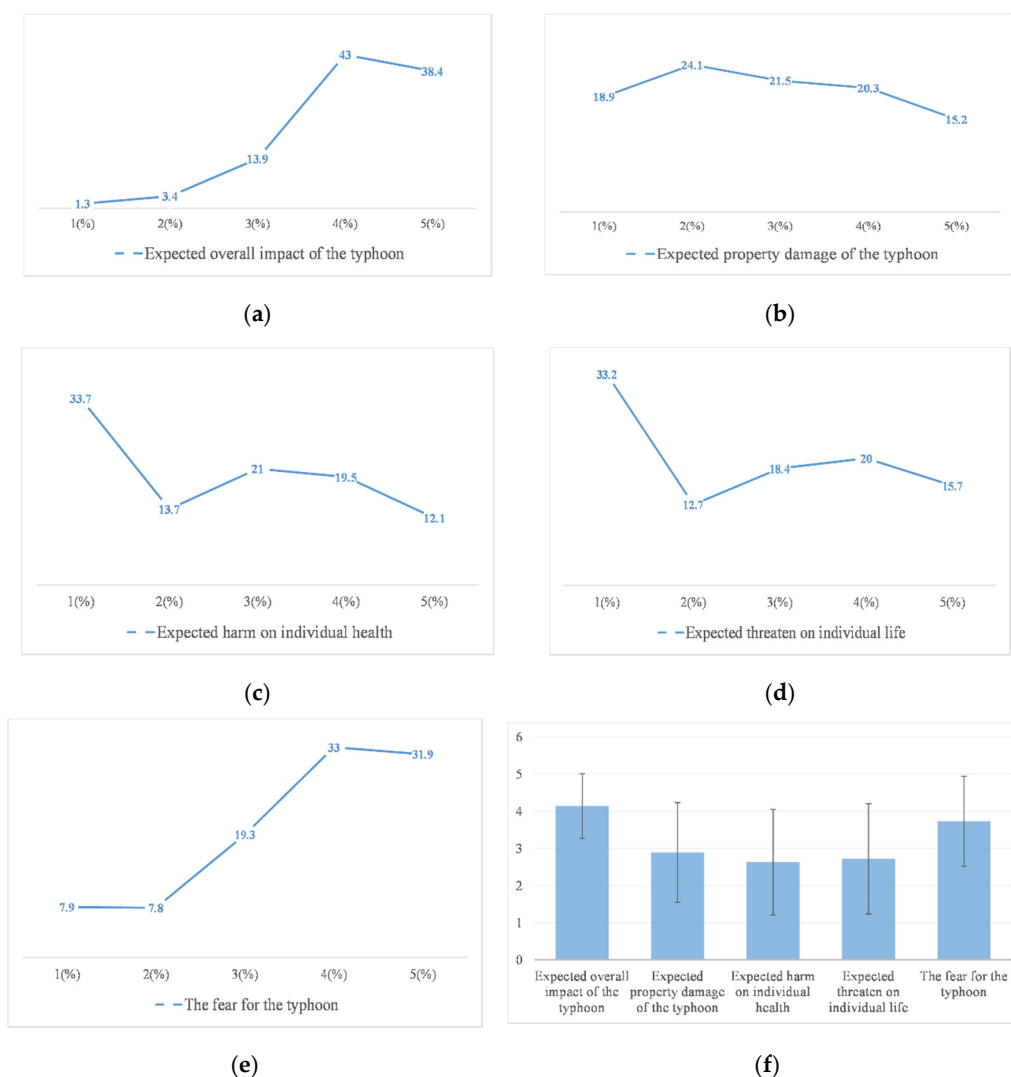 43
38.4
13.9
3.4
1.3
1(%) 2(%) 3(%) 4(%) 5(%)
Expected overall impact of the typhoon
(a)
24.1
21.5
20.3
18.9
15.2
1(%) 2(%) 3(%) 4(%) 5(%)
Expected property damage of the typhoon
(b)
33.7
21
19.5
13.7
12.1
1(%) 2(%) 3(%) 4(%) 5(%)
Expected harm on individual health
(c)
33.2
20
18.4
15.7
12.7
1(%) 2(%) 3(%) 4(%) 5(%)
Expected threaten on individual life
(d)
33
31.9
19.3
7.9 7.8
1(%) 2(%) 3(%) 4(%) 5(%)
The fear for the typhoon
(e)
6
5
4
3
2
1
0
Expected overall
impact of the
typhoon
Expected
property damage
of the typhoon
Expected harm
on individual
health
Expected
threaten on
individual life
The fear for the
typhoon
(f)